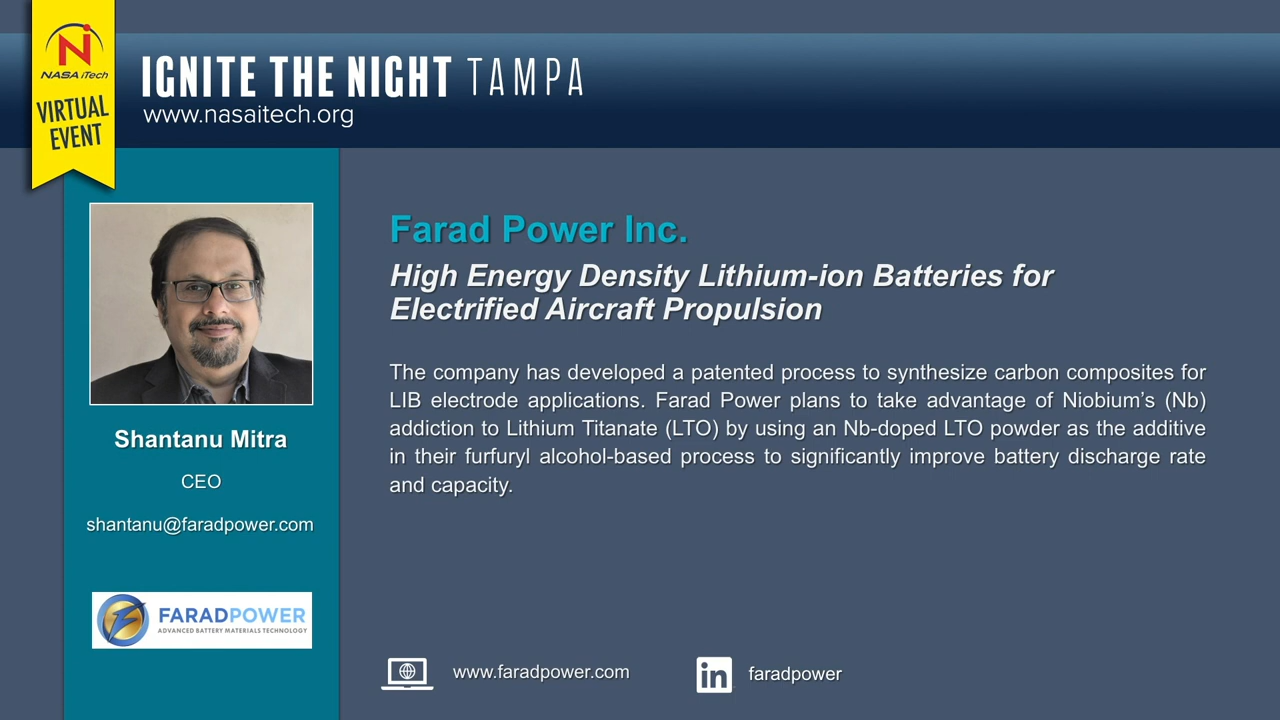 NASA iTech
VIRTUAL
EVENT
IGNITE THE NIGHT TAMPA
www.nasaitech.org
Shantanu Mitra
CEO
shantanu@faradpower.com
FARADPOWER
ADVANCED BATTERY MATERIALS TECHNOLOGY
Farad Power Inc.
High Energy Density Lithium-ion Batteries for
Electrified Aircraft Propulsion
The company has developed a patented process to synthesize carbon composites for
LIB electrode applications. Farad Power plans to take advantage of Niobium’s (Nb)
addiction to Lithium Titanate (LTO) by using an Nb-doped LTO powder as the additive
in their furfuryl alcohol-based process to significantly improve battery discharge rate
and capacity.
www.faradpower.com
in faradpower